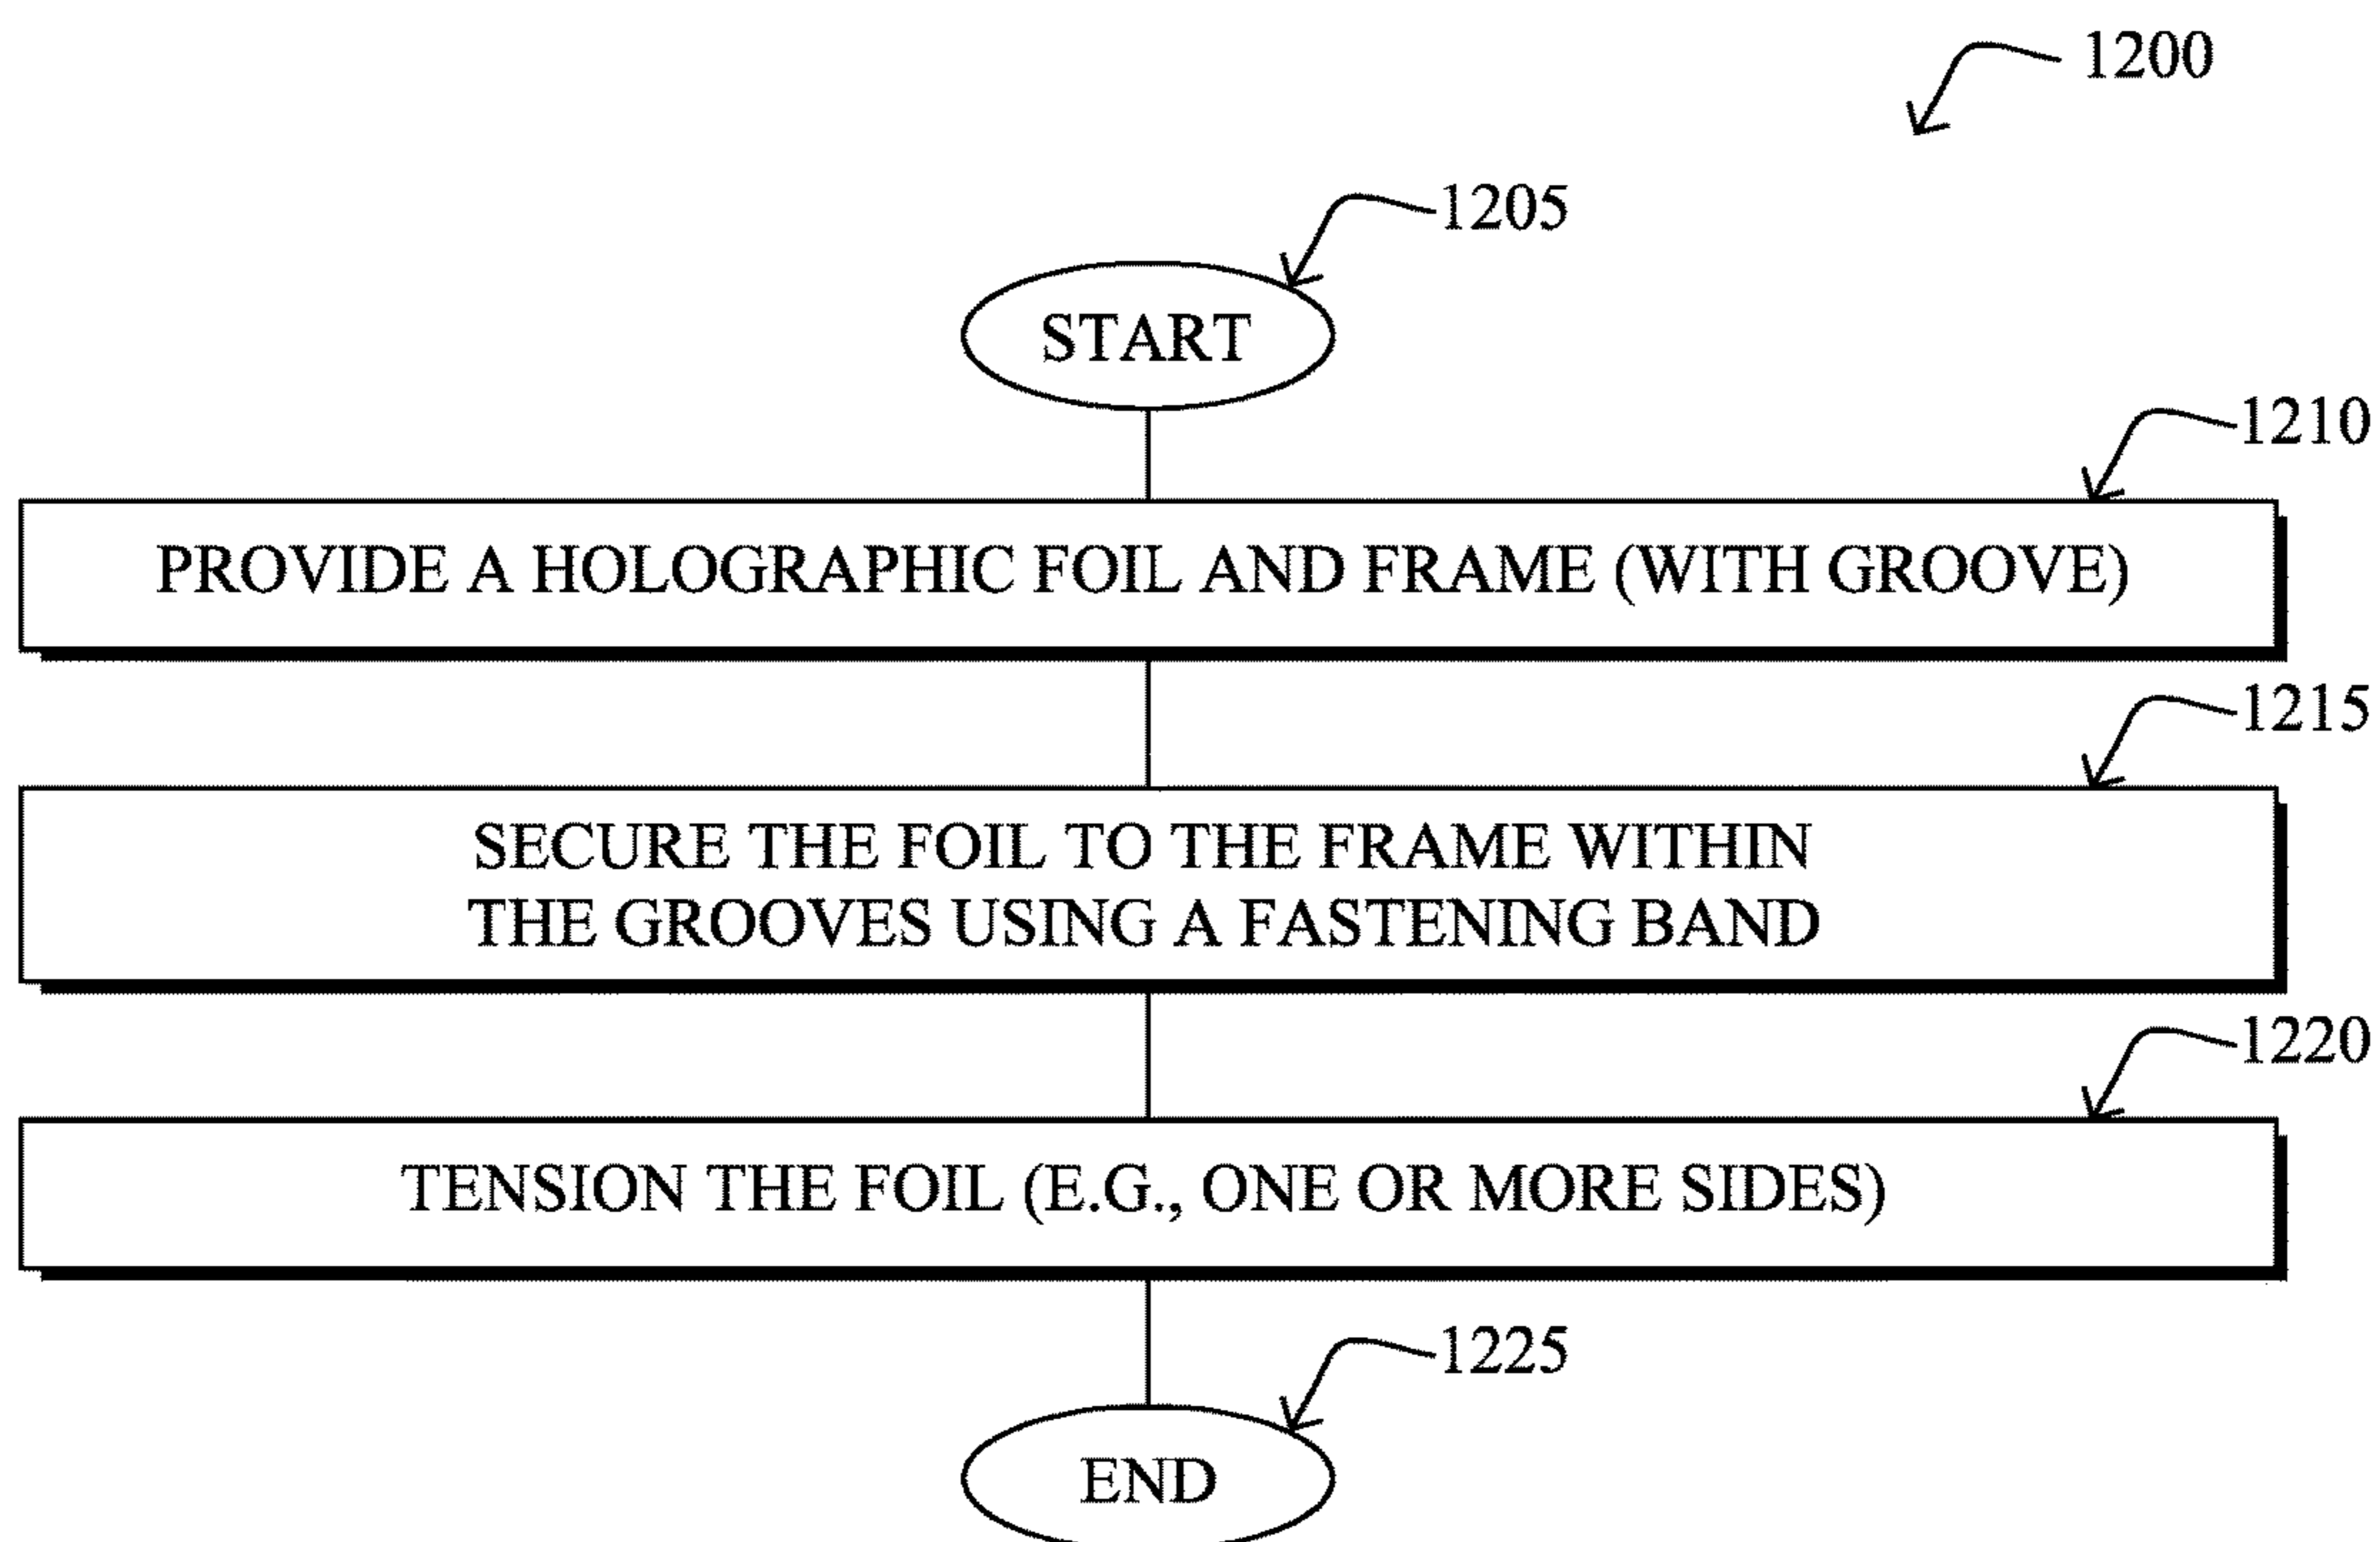 1200
1205
START
1210
PROVIDE A HOLOGRAPHIC FOIL AND FRAME (WITH GROOVE)
1215
SECURE THE FOIL TO THE FRAME WITHIN
THE GROOVES USING A FASTENING BAND
1220
TENSION THE FOIL (E.G., ONE OR MORE SIDES)
1225
END